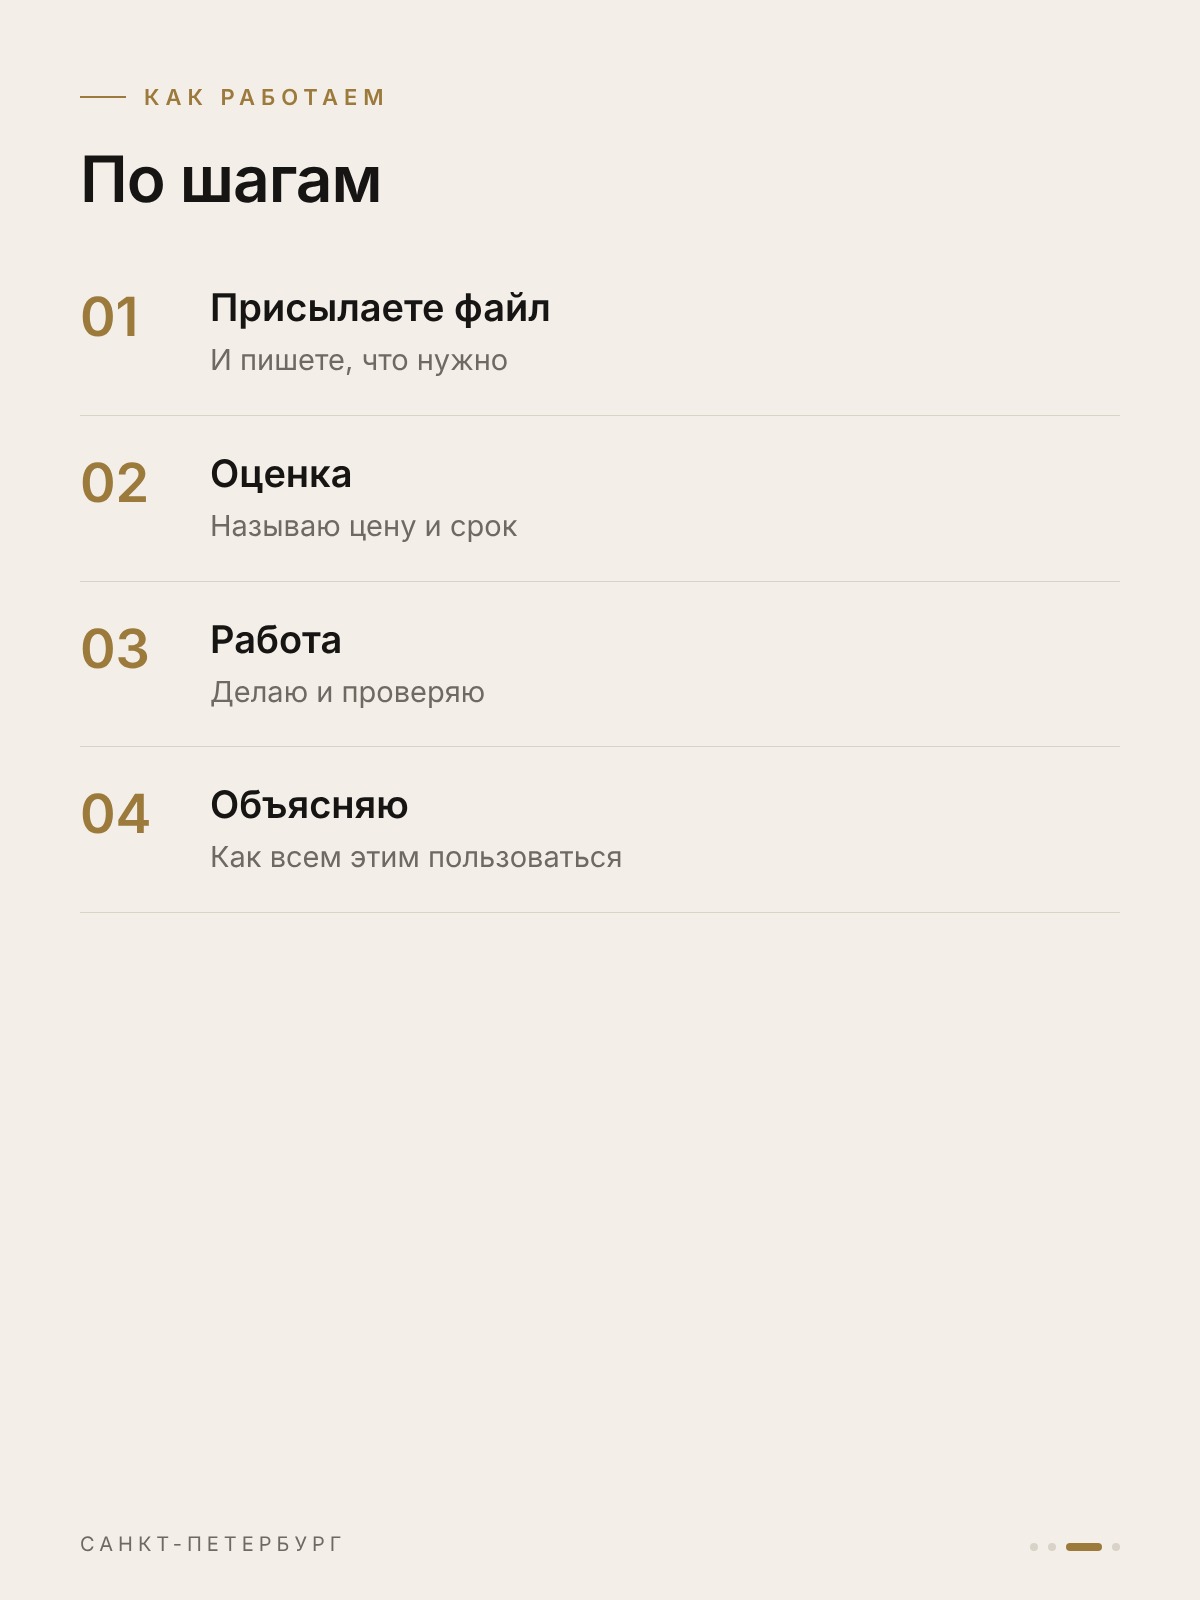 КАК РАБОТАЕМ
По шагам
01
Присылаете файл
И пишете, что нужно
02
Оценка
Называю цену и срок
03
Работа
Делаю и проверяю
04
Объясняю
Как всем этим пользоваться
САНКТ-ПЕТЕРБУРГ